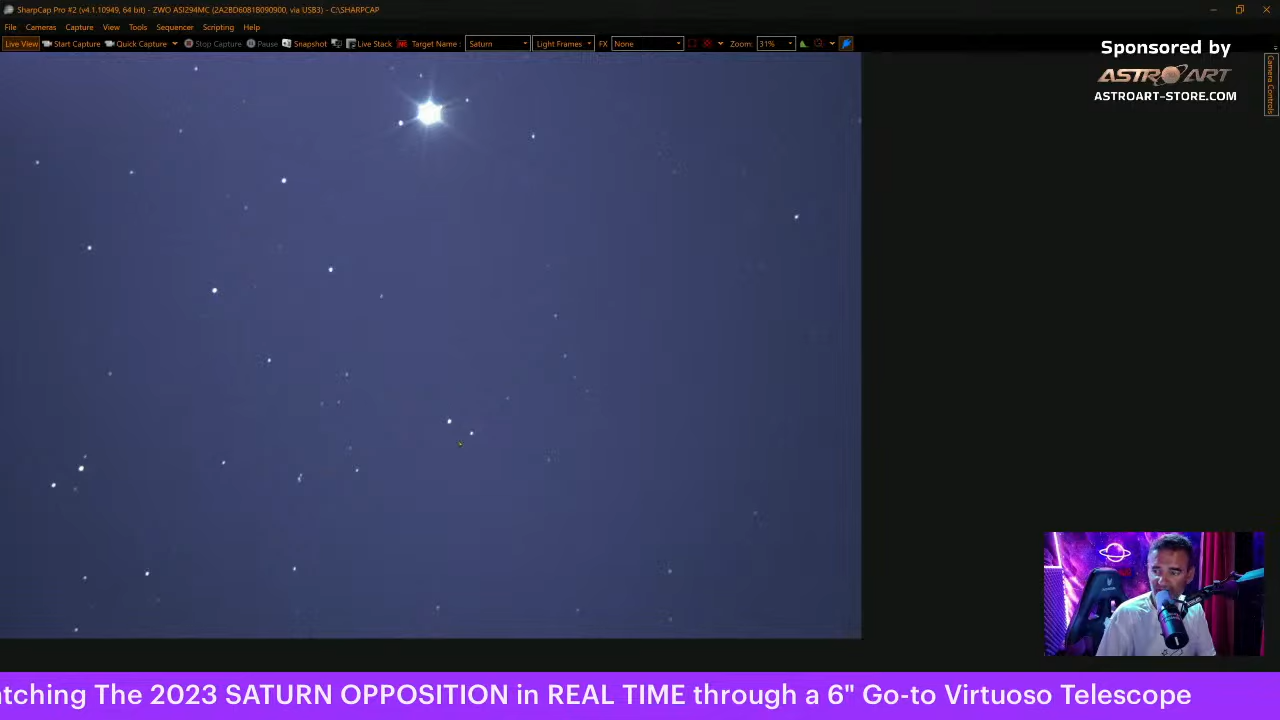 SharpCap Pro #2 (v4.1.10949, 64 bit) - ZWO ASI294MC (2A2BD6081B090900, via USB3) - C:\SHARPCAP
File Cameras Capture View Tools Sequencer Scripting Help
Live View Start Capture Quick Capture Stop Capture Pause Snapshot Live Stack Target Name : Saturn Light Frames FX None Zoom: 31%
Sponsored by
ASTROART
ASTROART-STORE.COM
Camera Controls
atching The 2023 SATURN OPPOSITION in REAL TIME through a 6" Go-to Virtuoso Telescope